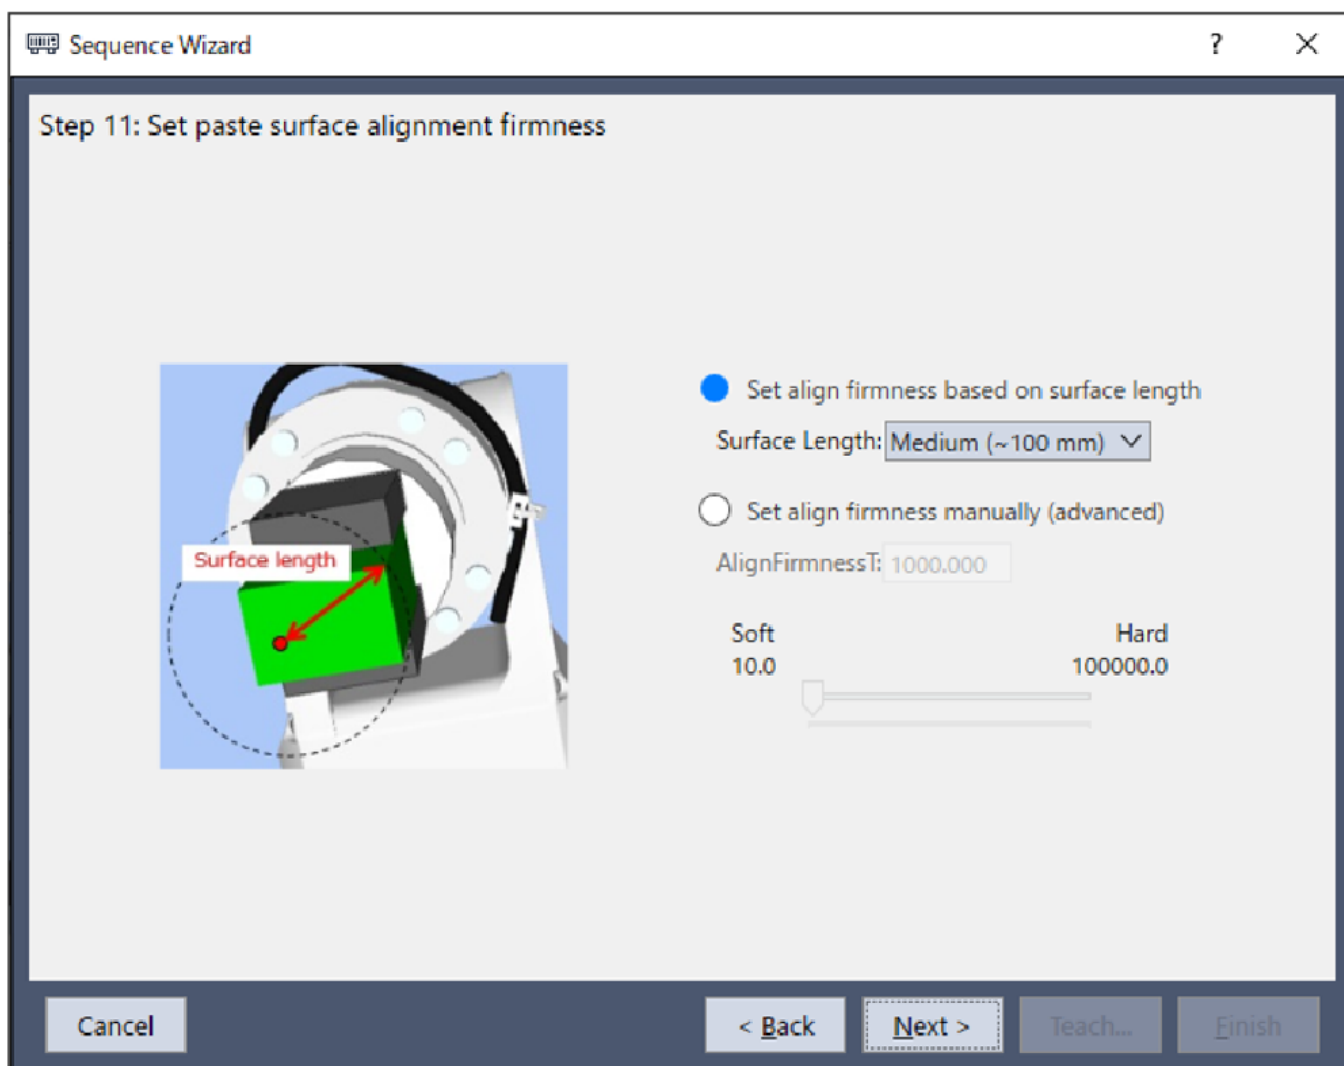 Sequence Wizard ?
Step 11: Set paste surface alignment firmness
Surface length
Set align firmness based on surface length
Surface Length: Medium (~100 mm)
Set align firmness manually (advanced)
AlignFirmnessT: 1000.000
Soft Hard
10.0 100000.0
Cancel < Back Next > Teach... Finish